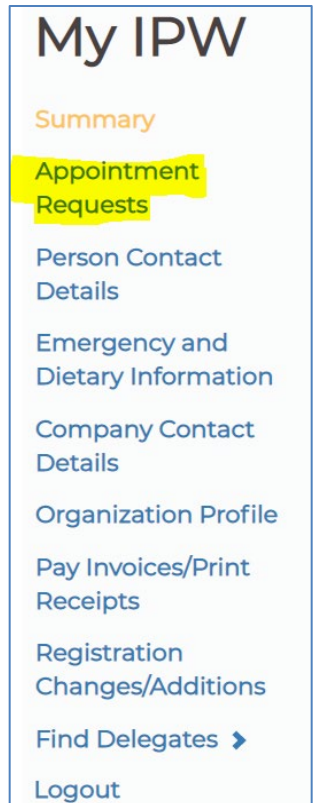 My IPW
Summary
Appointment
Requests
Person Contact
Details
Emergency and
Dietary Information
Company Contact
Details
Organization Profile
Pay Invoices/Print
Receipts
Registration
Changes/Additions
Find Delegates >
Logout